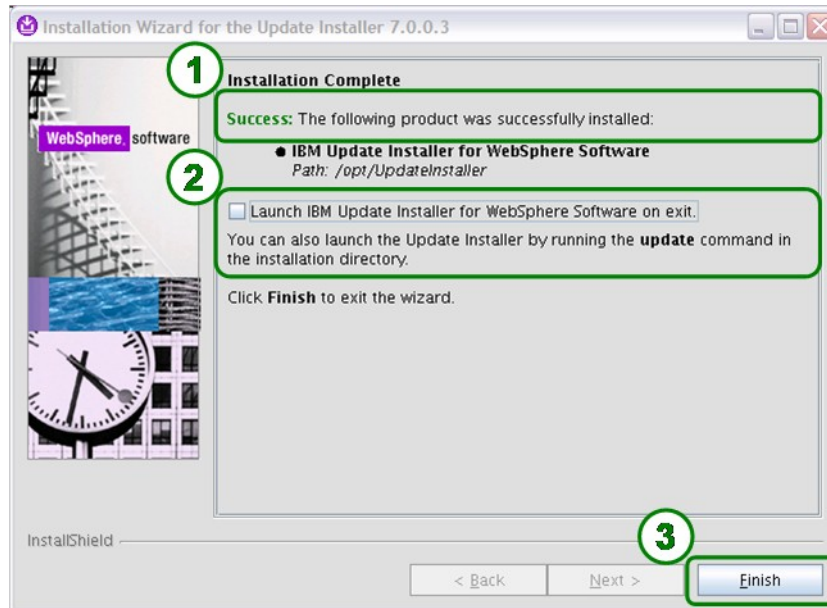 Installation Wizard for the Update Installer 7.0.0.3
1
Installation Complete
Success: The following product was successfully installed:
WebSphere. software
● IBM Update Installer for WebSphere Software
Path: /opt/UpdateInstaller
2
Launch IBM Update Installer for WebSphere Software on exit.
You can also launch the Update Installer by running the update command in
the installation directory.
Click Finish to exit the wizard.
InstallShield
3
< Back
Next >
Finish